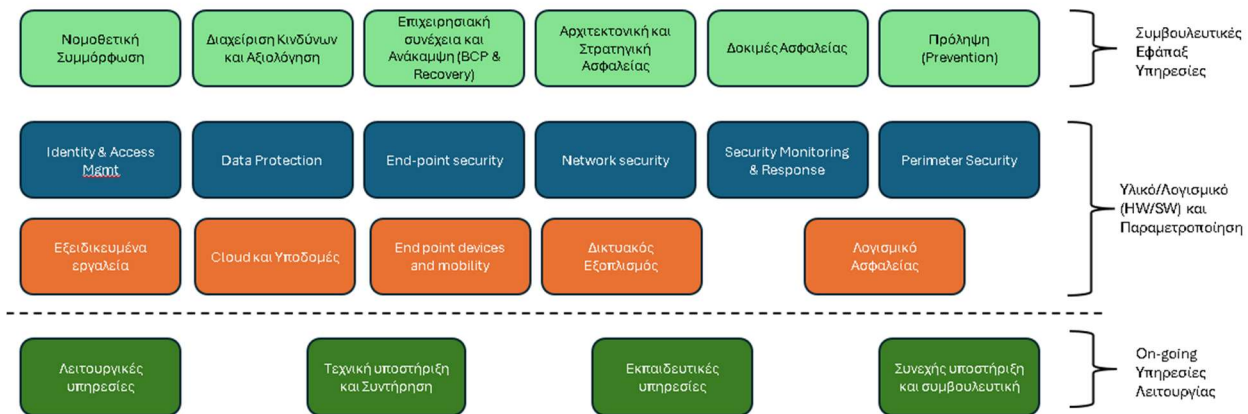 Νομοθετική
Συμμόρφωση
Διαχείριση Κινδύνων
και Αξιολόγηση
Επιχειρησιακή
συνέχεια και
Ανάκαμψη (BCP &
Recovery)
Αρχιτεκτονική και
Στρατηγική
Ασφαλείας
Δοκιμές Ασφαλείας
Πρόληψη
(Prevention)
Συμβουλευτικές
Εφάπαξ
Υπηρεσίες
Identity & Access
Mgmt
Data Protection
End-point security
Network security
Security Monitoring
& Response
Perimeter Security
Υλικό/Λογισμικό
(HW/SW) και
Παραμετροποίηση
Εξειδικευμένα
εργαλεία
Cloud και Υποδομές
End point devices
and mobility
Δικτυακός
Εξοπλισμός
Λογισμικό
Ασφαλείας
Λειτουργικές
υπηρεσίες
Τεχνική υποστήριξη
και Συντήρηση
Εκπαιδευτικές
υπηρεσίες
Συνεχής υποστήριξη
και συμβουλευτική
On-going
Υπηρεσίες
Λειτουργίας